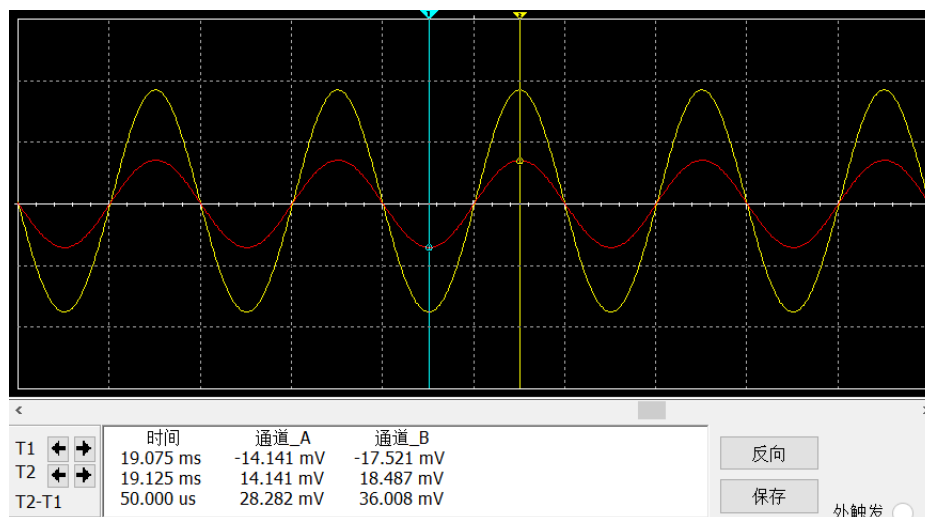 1 2
时间 通道_A 通道_B
T1 19.075 ms -14.141 mV -17.521 mV
T2 19.125 ms 14.141 mV 18.487 mV
T2-T1 50.000 us 28.282 mV 36.008 mV
反向
保存
外触发